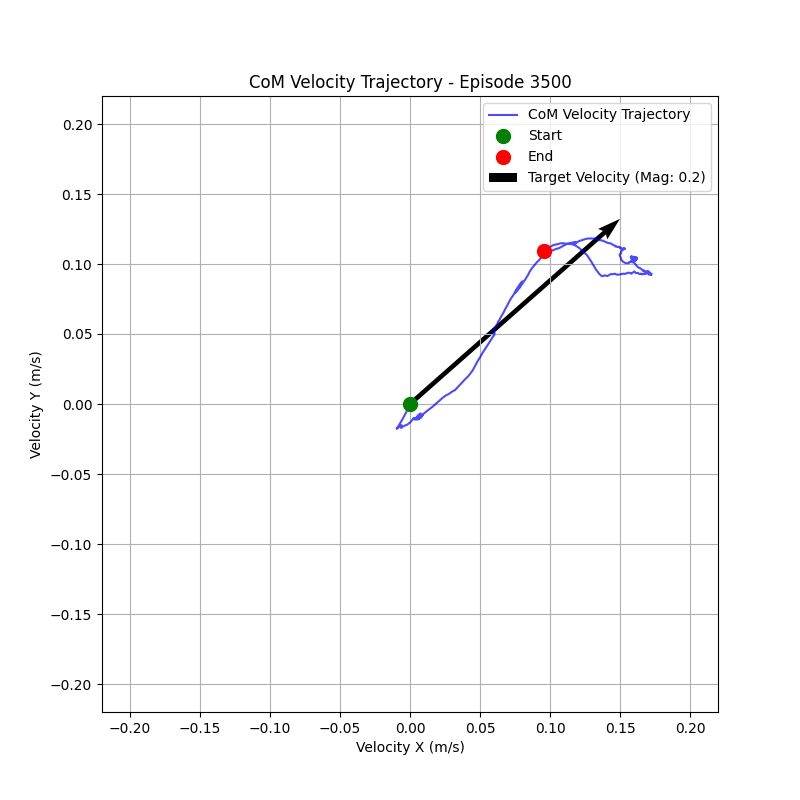 CoM Velocity Trajectory - Episode 3500
CoM Velocity Trajectory
Start
End
Target Velocity (Mag: 0.2)
0.20
0.15
0.10
0.05
0.00
−0.05
−0.10
−0.15
−0.20
Velocity Y (m/s)
−0.20 −0.15 −0.10 −0.05 0.00 0.05 0.10 0.15 0.20
Velocity X (m/s)